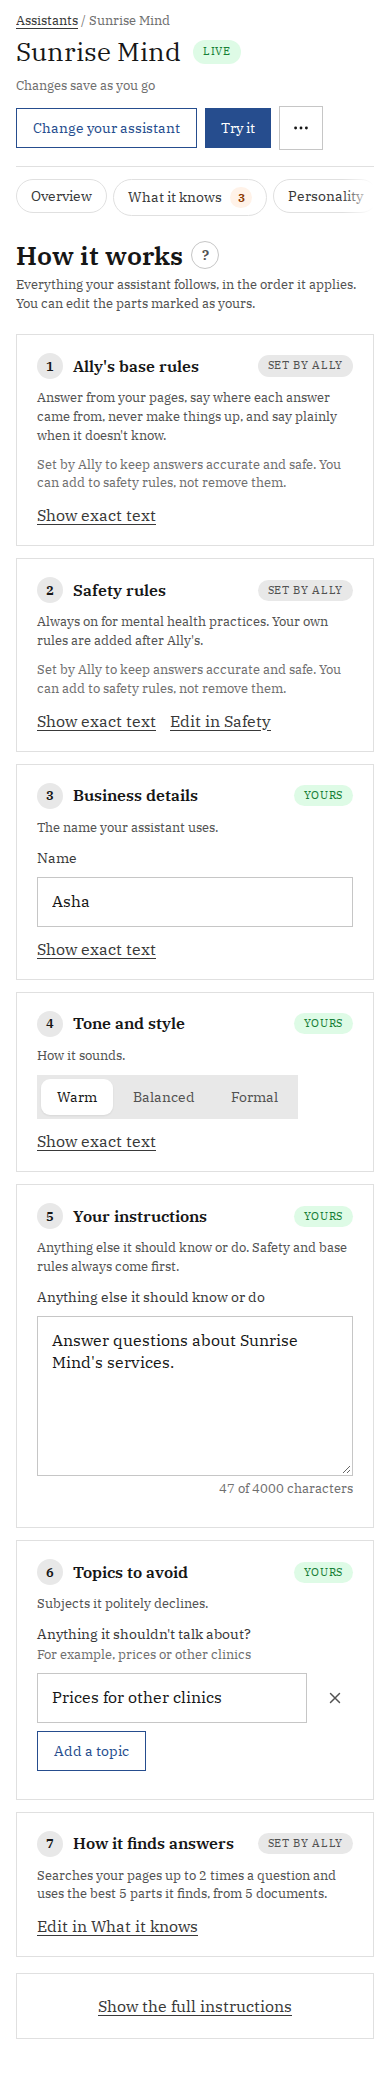 Assistants / Sunrise Mind
Sunrise Mind LIVE
Changes save as you go
Change your assistant Try it ···
Overview What it knows 3 Personality
How it works ?
Everything your assistant follows, in the order it applies.
You can edit the parts marked as yours.
1 Ally's base rules SET BY ALLY
Answer from your pages, say where each answer
came from, never make things up, and say plainly
when it doesn't know.
Set by Ally to keep answers accurate and safe. You
can add to safety rules, not remove them.
Show exact text
2 Safety rules SET BY ALLY
Always on for mental health practices. Your own
rules are added after Ally's.
Set by Ally to keep answers accurate and safe. You
can add to safety rules, not remove them.
Show exact text Edit in Safety
3 Business details YOURS
The name your assistant uses.
Name
Asha
Show exact text
4 Tone and style YOURS
How it sounds.
Warm Balanced Formal
Show exact text
5 Your instructions YOURS
Anything else it should know or do. Safety and base
rules always come first.
Anything else it should know or do
Answer questions about Sunrise
Mind's services.
47 of 4000 characters
6 Topics to avoid YOURS
Subjects it politely declines.
Anything it shouldn't talk about?
For example, prices or other clinics
Prices for other clinics
Add a topic
7 How it finds answers SET BY ALLY
Searches your pages up to 2 times a question and
uses the best 5 parts it finds, from 5 documents.
Edit in What it knows
Show the full instructions